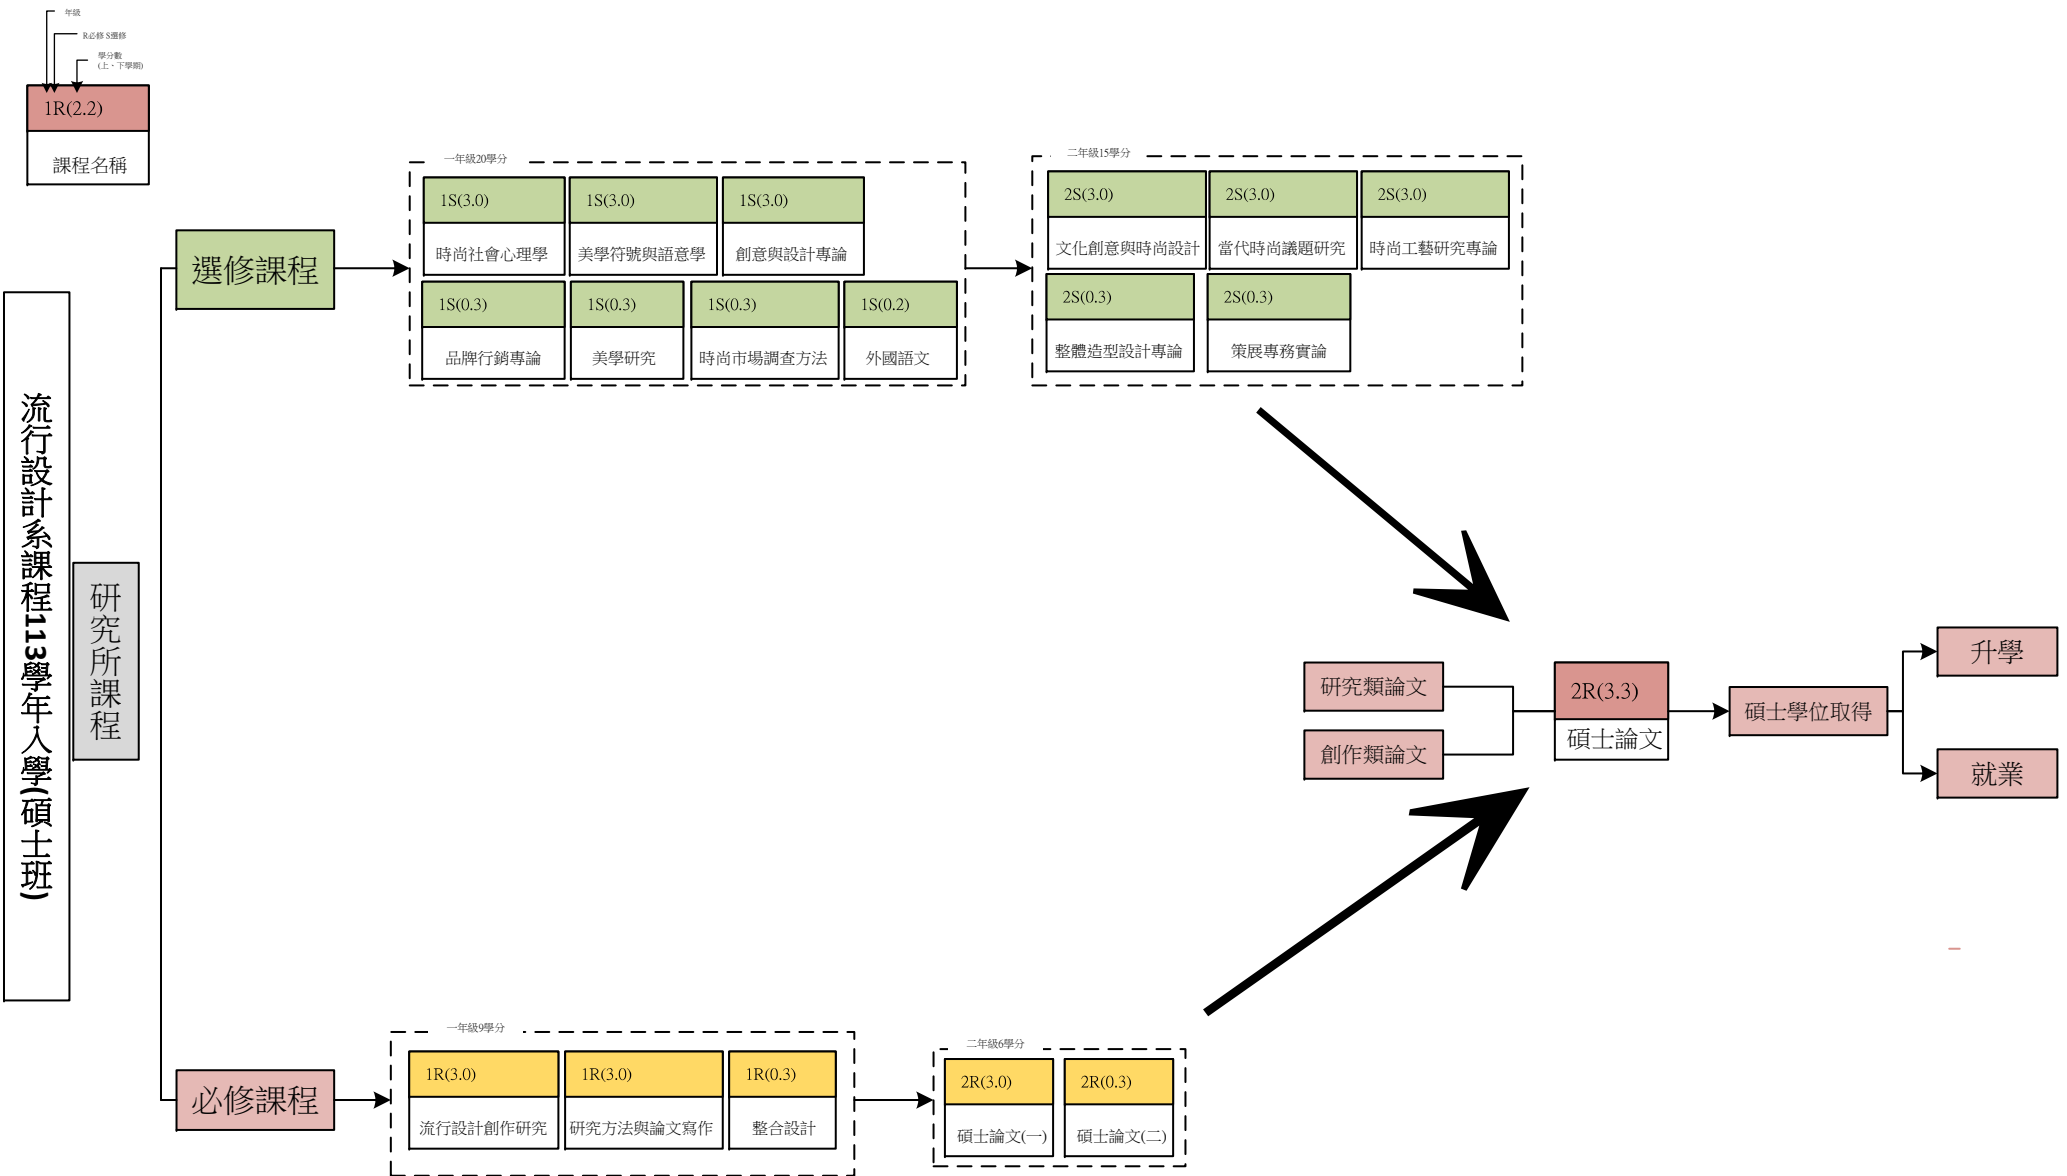 年級
R必修 S選修
學分數
(上、下學期)
1R(2.2)
課程名稱
流行設計系課程113學年入學(碩士班)
研究所課程
選修課程
一年級20學分
1S(3.0)
時尚社會心理學
1S(3.0)
美學符號與語意學
1S(3.0)
創意與設計專論
1S(0.3)
品牌行銷專論
1S(0.3)
美學研究
1S(0.3)
時尚市場調查方法
1S(0.2)
外國語文
二年級15學分
2S(3.0)
文化創意與時尚設計
2S(3.0)
當代時尚議題研究
2S(3.0)
時尚工藝研究專論
2S(0.3)
整體造型設計專論
2S(0.3)
策展專務實論
必修課程
一年級9學分
1R(3.0)
流行設計創作研究
1R(3.0)
研究方法與論文寫作
1R(0.3)
整合設計
二年級6學分
2R(3.0)
碩士論文(一)
2R(0.3)
碩士論文(二)
研究類論文
創作類論文
2R(3.3)
碩士論文
碩士學位取得
升學
就業